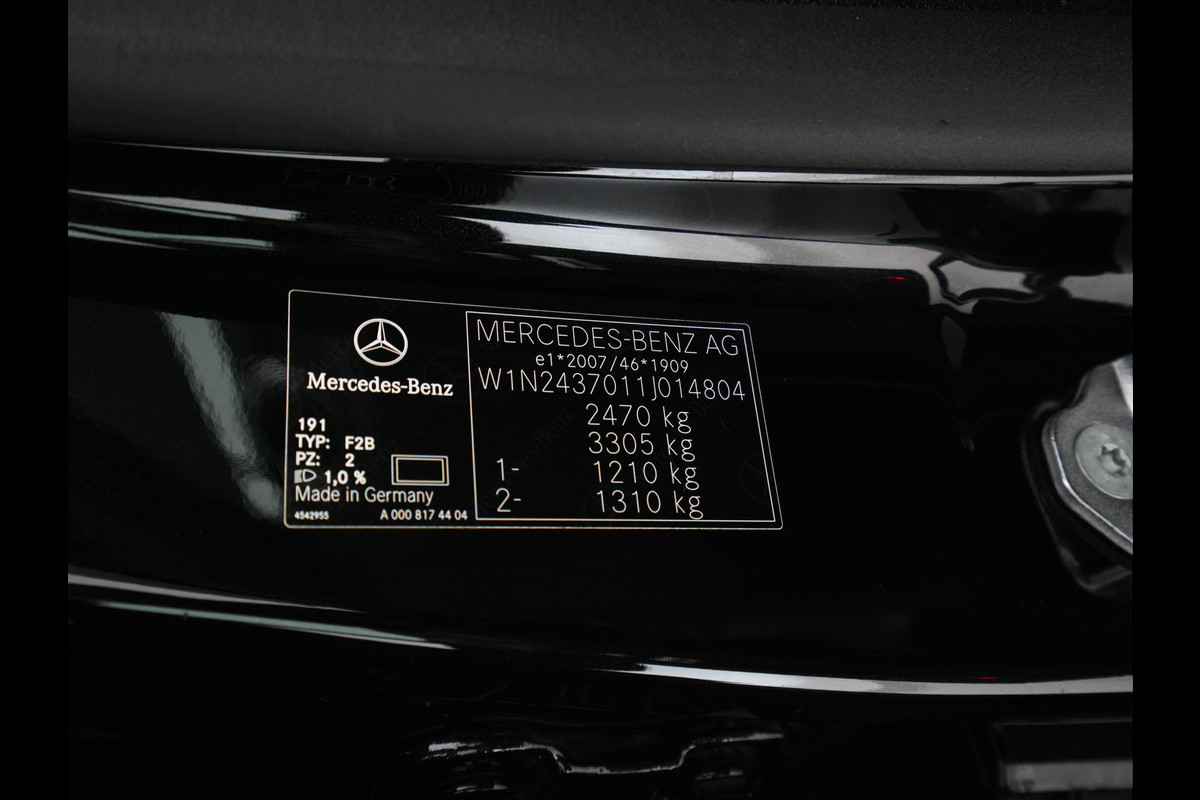 Mercedes-Benz
191
TYP: F2B
PZ: 2
1,0 %
Made in Germany
4542955
A 000 817 44 04
MERCEDES-BENZ AG
e1*2007/46*1909
W1N2437011J014804
2470 kg
3305 kg
1- 1210 kg
2- 1310 kg